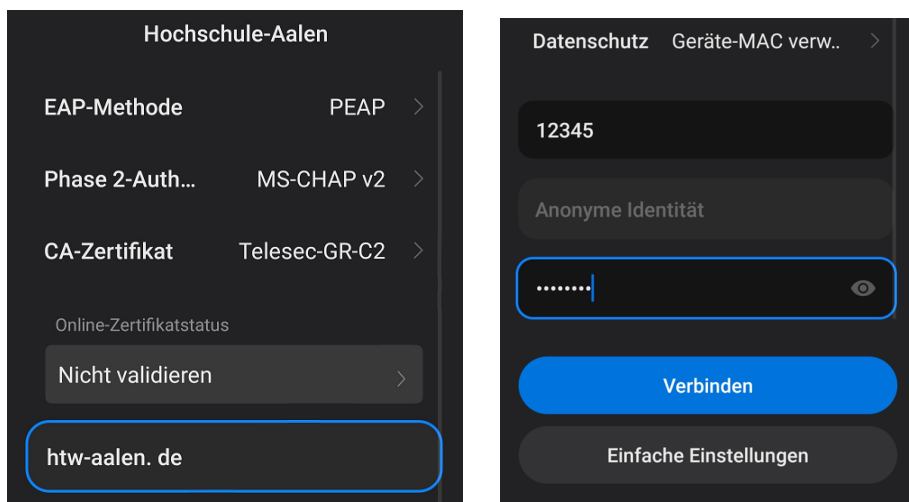 Hochschule-Aalen
EAP-Methode PEAP
Phase 2-Auth... MS-CHAP v2
CA-Zertifikat Telesec-GR-C2
Online-Zertifikatstatus
Nicht validieren
htw-aalen. de
Datenschutz Geräte-MAC verw..
12345
Anonyme Identität
••••••••
Verbinden
Einfache Einstellungen